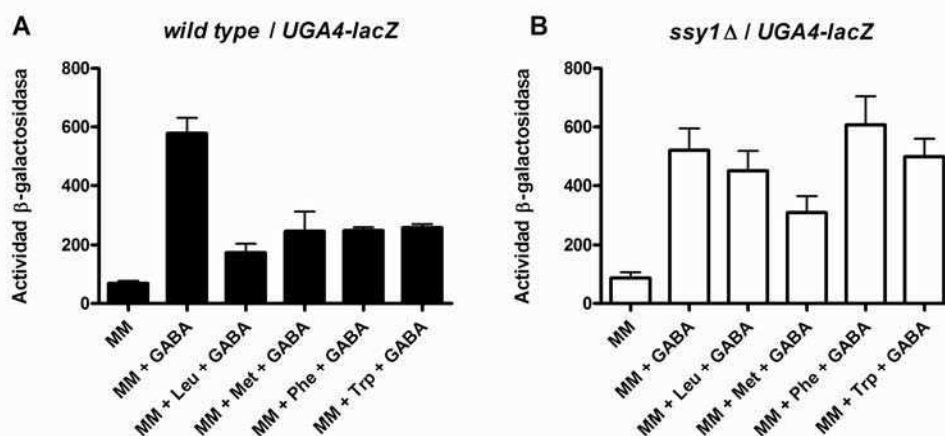 A
wild type / UGA4-lacZ
Actividad β-galactosidasa
800
600
400
200
0
MM
MM + GABA
MM + Leu + GABA
MM + Met + GABA
MM + Phe + GABA
MM + Trp + GABA
B
ssy1Δ / UGA4-lacZ
Actividad β-galactosidasa
800
600
400
200
0
MM
MM + GABA
MM + Leu + GABA
MM + Met + GABA
MM + Phe + GABA
MM + Trp + GABA